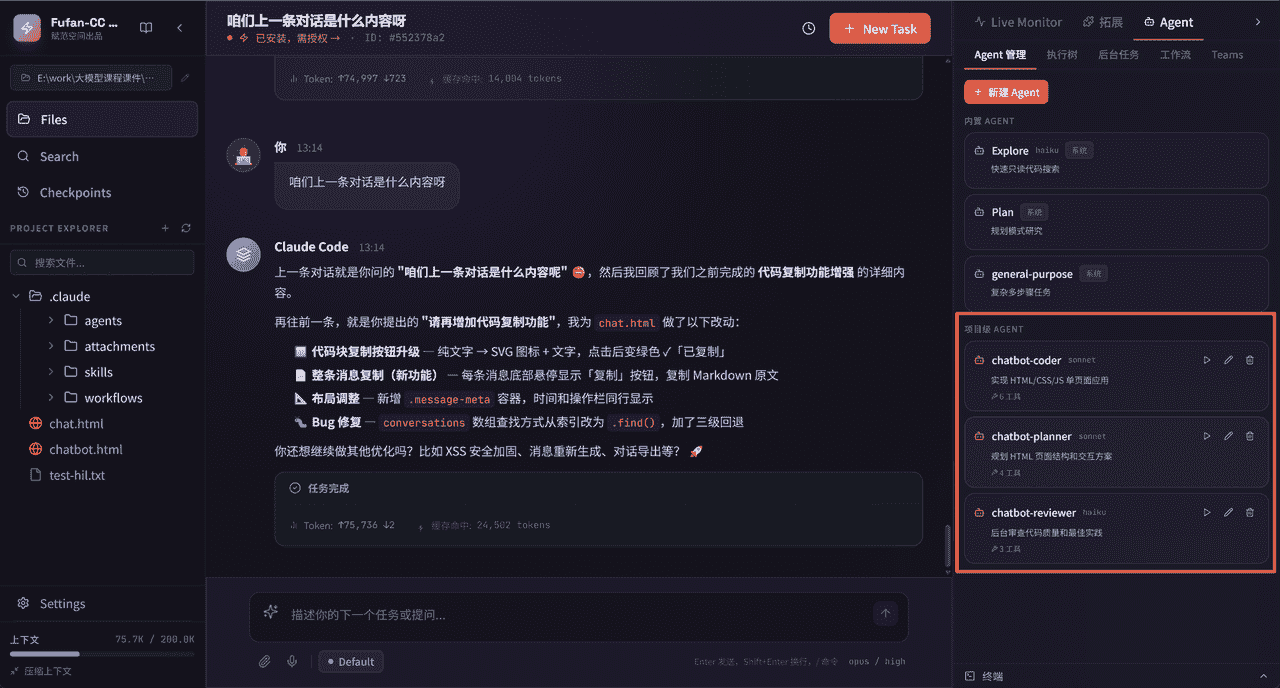 Fufan-CC ...
赋范空间出品
E:\work\大模型课程课件\···
Files
Search
Checkpoints
PROJECT EXPLORER
搜索文件...
.claude
agents
attachments
skills
workflows
chat.html
chatbot.html
test-hil.txt
Settings
上下文 75.7K / 200.0K
压缩上下文
咱们上一条对话是什么内容呀
已安装，需授权 → · ID: #552378a2
New Task
Token: ↑74,997 ↓723 缓存命中: 14,004 tokens
你 13:14
咱们上一条对话是什么内容呀
Claude Code 13:14
上一条对话就是你问的 "咱们上一条对话是什么内容呢" ，然后我回顾了我们之前完成的 代码复制功能增强 的详细内
容。
再往前一条，就是你提出的 "请再增加代码复制功能"，我为 chat.html 做了以下改动：
代码块复制按钮升级 — 纯文字 → SVG 图标 + 文字，点击后变绿色 ✓「已复制」
整条消息复制（新功能） — 每条消息底部悬停显示「复制」按钮，复制 Markdown 原文
布局调整 — 新增 .message-meta 容器，时间和操作栏同行显示
Bug 修复 — conversations 数组查找方式从索引改为 .find()，加了三级回退
你还想继续做其他优化吗？比如 XSS 安全加固、消息重新生成、对话导出等？ 🚀
任务完成
Token: ↑75,736 ↓2 缓存命中: 24,502 tokens
描述你的下一个任务或提问...
Default
Enter 发送, Shift+Enter 换行, / 命令 opus / high
Live Monitor 拓展 Agent
Agent 管理 执行树 后台任务 工作流 Teams
+ 新建 Agent
内置 AGENT
Explore haiku 系统
快速只读代码搜索
Plan 系统
规划模式研究
general-purpose 系统
复杂多步骤任务
项目级 AGENT
chatbot-coder sonnet
实现 HTML/CSS/JS 单页面应用
6 工具
chatbot-planner sonnet
规划 HTML 页面结构和交互方案
4 工具
chatbot-reviewer haiku
后台审查代码质量和最佳实践
3 工具
终端